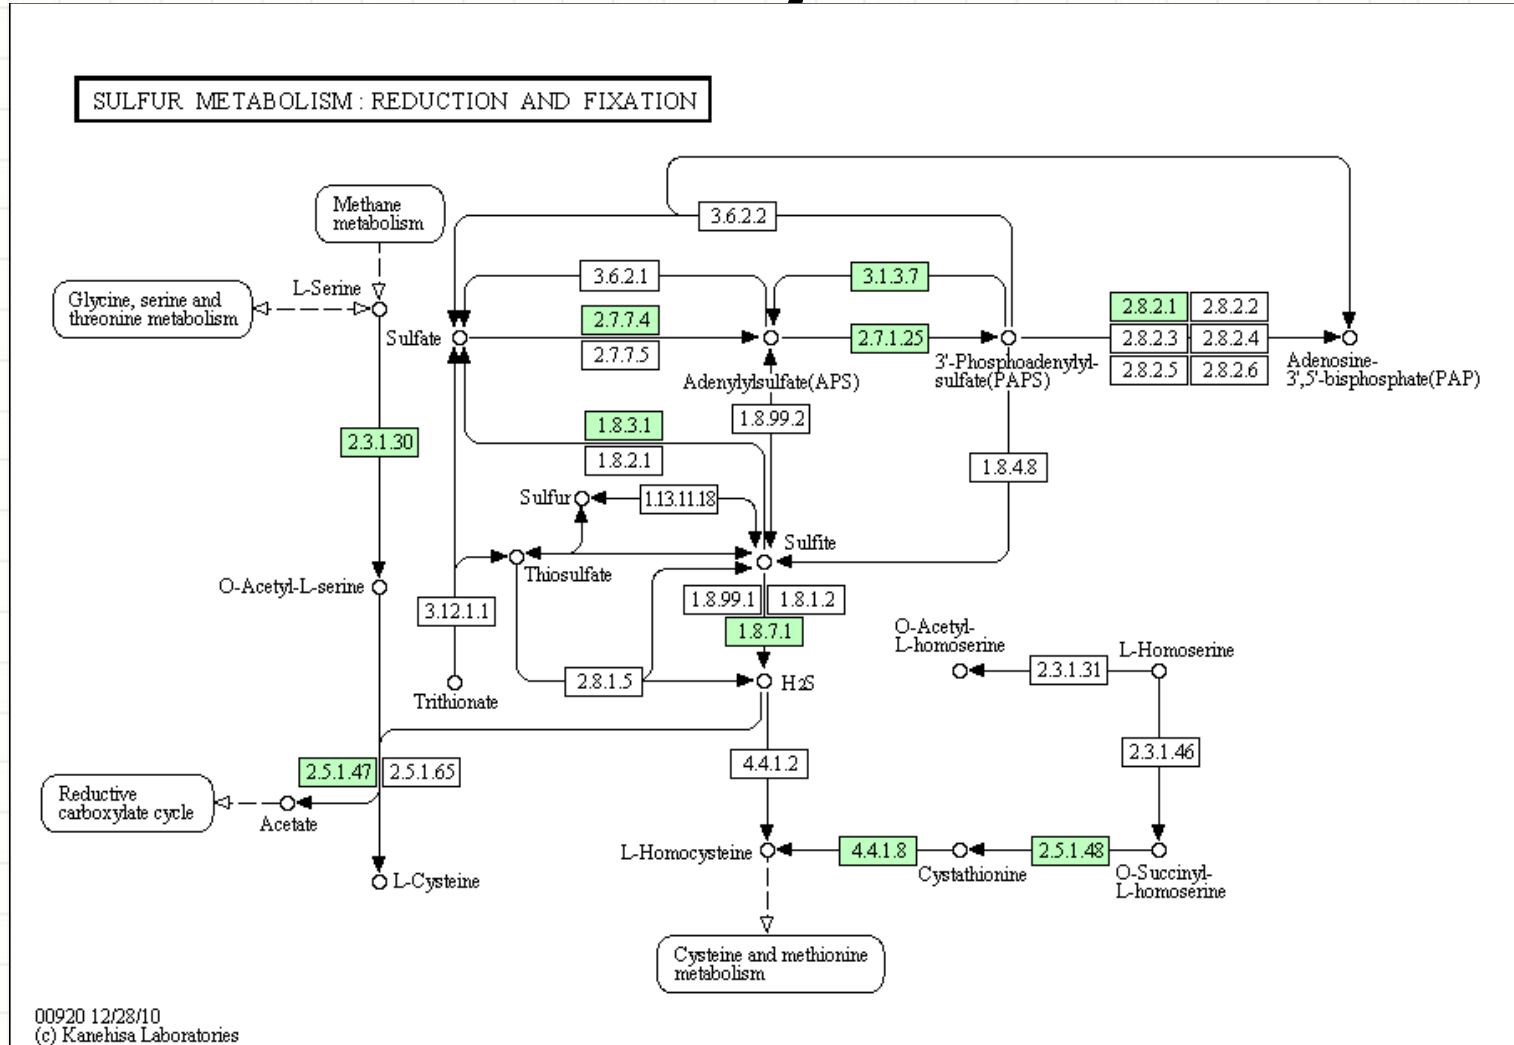 SULFUR METABOLISM : REDUCTION AND FIXATION
Methane
metabolism
3.6.2.2
Glycine, serine and
threonine metabolism
L-Serine
3.6.2.1
3.1.3.7
Sulfate
2.7.7.4
2.7.7.5
2.7.1.25
2.8.2.1
2.8.2.2
2.8.2.3
2.8.2.4
2.8.2.5
2.8.2.6
Adenylylsulfate(APS)
3'-Phosphoadenylyl-
sulfate(PAPS)
Adenosine-
3',5'-bisphosphate(PAP)
1.8.3.1
1.8.2.1
1.8.99.2
2.3.1.30
1.8.4.8
Sulfur
1.13.11.18
Sulfite
Thiosulfate
O-Acetyl-L-serine
3.12.1.1
1.8.99.1
1.8.1.2
1.8.7.1
O-Acetyl-
L-homoserine
L-Homoserine
2.3.1.31
2.8.1.5
H2S
Trithionate
2.3.1.46
2.5.1.47
2.5.1.65
4.4.1.2
Reductive
carboxylate cycle
Acetate
L-Homocysteine
4.4.1.8
Cystathionine
2.5.1.48
O-Succinyl-
L-homoserine
L-Cysteine
Cysteine and methionine
metabolism
00920 12/28/10
(c) Kanehisa Laboratories